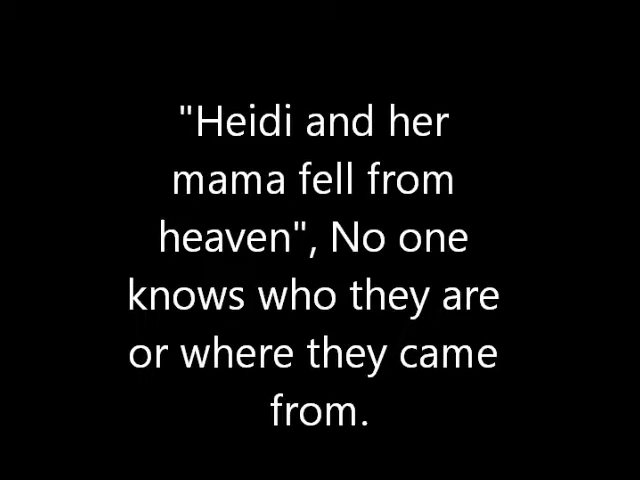 "Heidi and her
mama fell from
heaven", No one
knows who they are
or where they came
from.